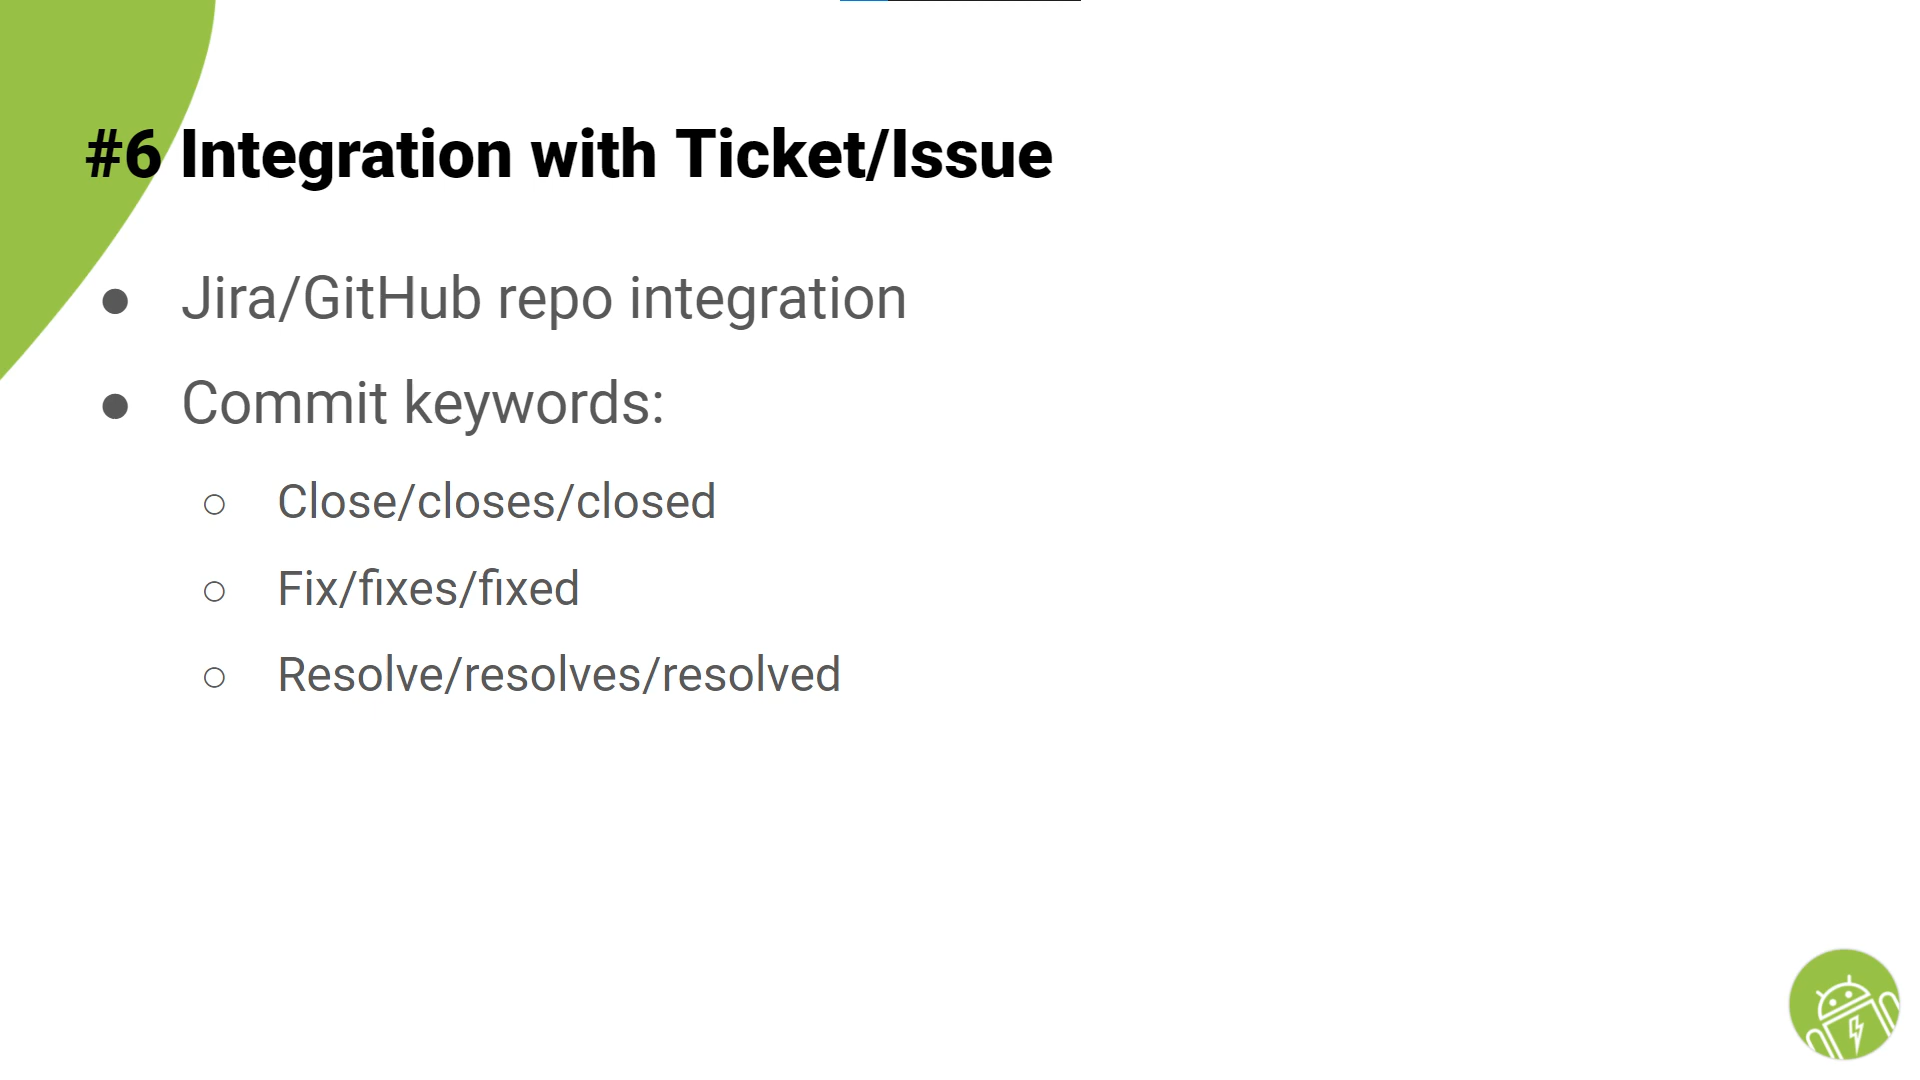 #6 Integration with Ticket/Issue
● Jira/GitHub repo integration
● Commit keywords:
○ Close/closes/closed
○ Fix/fixes/fixed
○ Resolve/resolves/resolved